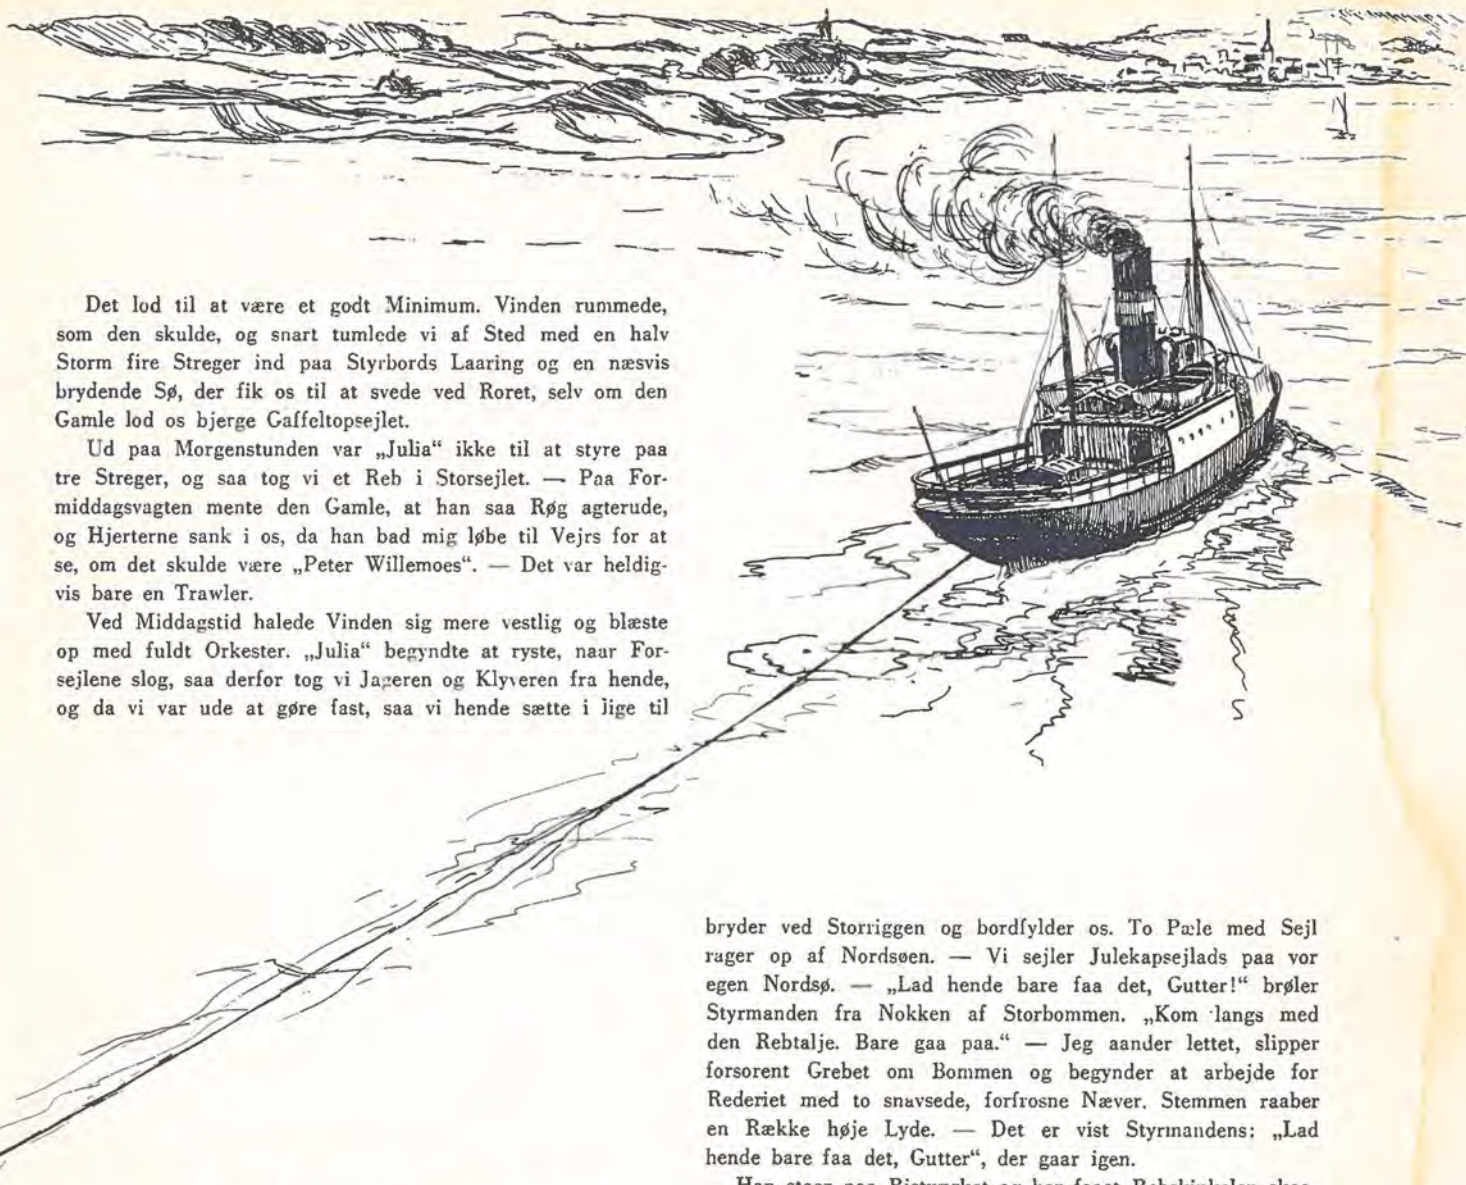 Det lod til at være et godt Minimum. Vinden rummede,
som den skulde, og snart tumlede vi af Sted med en halv
Storm fire Streger ind paa Styrbords Laaring og en næsvis
brydende Sø, der fik os til at svede ved Roret, selv om den
Gamle lod os bjerge Gaffeltopsejlet.
Ud paa Morgenstunden var „Julia“ ikke til at styre paa
tre Streger, og saa tog vi et Reb i Storsejlet. — Paa For-
middagsvagten mente den Gamle, at han saa Røg agterude,
og Hjerterne sank i os, da han bad mig løbe til Vejrs for at
se, om det skulde være „Peter Willemoes“. — Det var heldig-
vis bare en Trawler.
Ved Middagstid halede Vinden sig mere vestlig og blæste
op med fuldt Orkester. „Julia“ begyndte at ryste, naar For-
sejlene slog, saa derfor tog vi Jageren og Klyveren fra hende,
og da vi var ude at gøre fast, saa vi hende sætte i lige til
bryder ved Storriggen og bordfylder os. To Pæle med Sejl
rager op af Nordsøen. — Vi sejler Julekapsejlads paa vor
egen Nordsø. — „Lad hende bare faa det, Gutter!“ brøler
Styrmanden fra Nokken af Storbommen. „Kom langs med
den Rebtalje. Bare gaa paa.“ — Jeg aander lettet, slipper
forsorent Grebet om Bommen og begynder at arbejde for
Rederiet med to snavsede, forfrosne Næver. Stemmen raaber
en Række høje Lyde. — Det er vist Styrmandens: „Lad
hende bare faa det, Gutter“, der gaar igen.